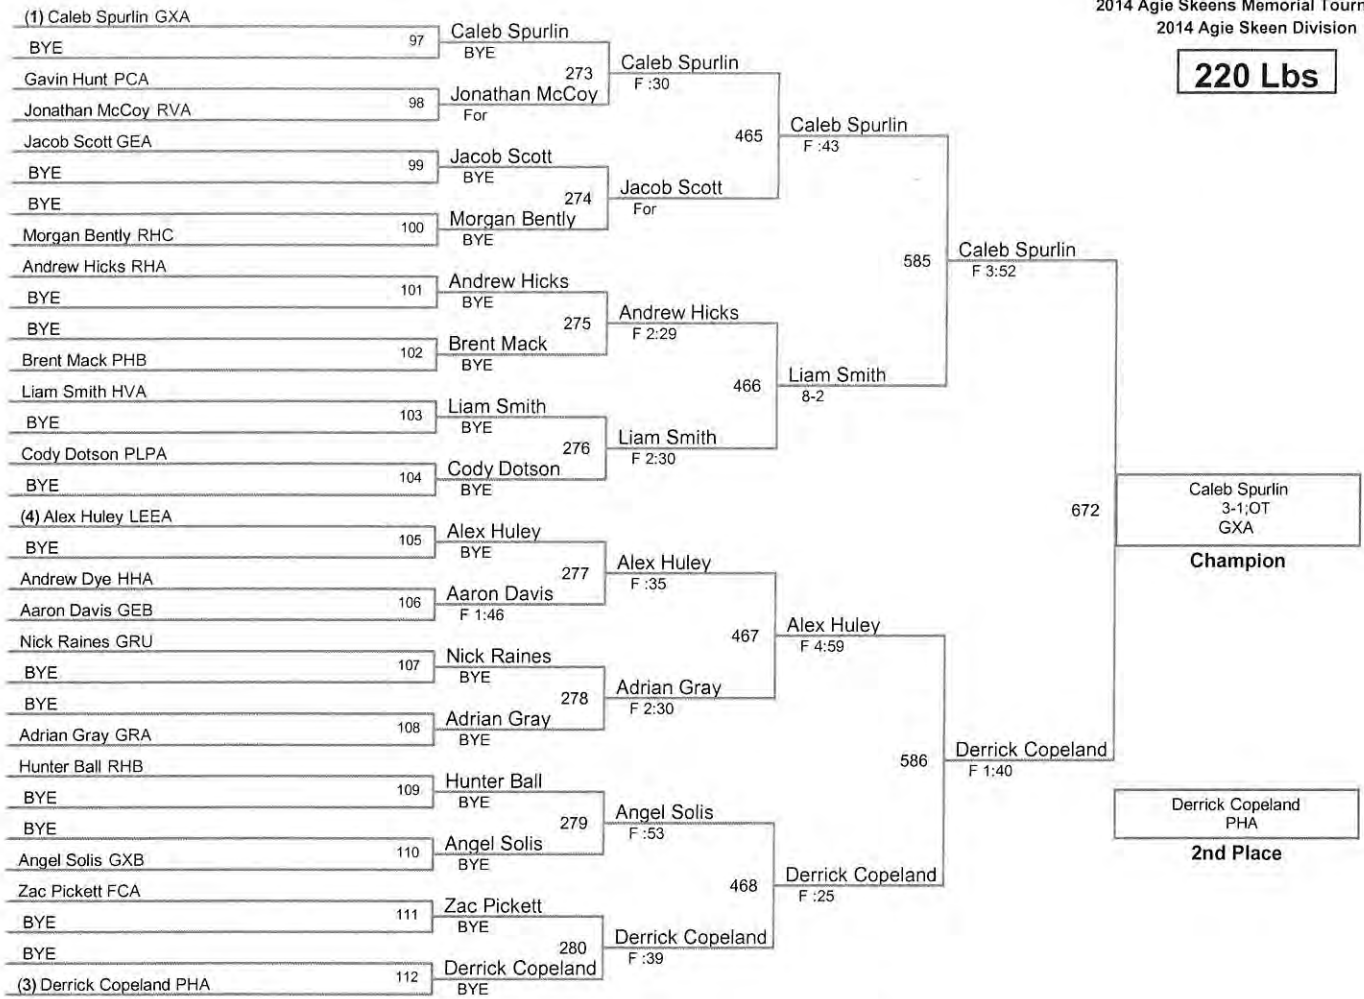 2014 Agie Skeens Memorial Tourn
2014 Agie Skeen Division
220 Lbs
(1) Caleb Spurlin GXA
BYE
97
Gavin Hunt PCA
Jonathan McCoy RVA
98
Jacob Scott GEA
BYE
99
BYE
Morgan Bently RHC
100
Andrew Hicks RHA
BYE
101
BYE
Brent Mack PHB
102
Liam Smith HVA
BYE
103
Cody Dotson PLPA
BYE
104
(4) Alex Huley LEEA
BYE
105
Andrew Dye HHA
Aaron Davis GEB
106
Nick Raines GRU
BYE
107
BYE
Adrian Gray GRA
108
Hunter Ball RHB
BYE
109
BYE
Angel Solis GXB
110
Zac Pickett FCA
BYE
111
BYE
(3) Derrick Copeland PHA
112
Caleb Spurlin
BYE
273
Jonathan McCoy
For
Jacob Scott
BYE
274
Morgan Bently
BYE
Andrew Hicks
BYE
275
Brent Mack
BYE
Liam Smith
BYE
276
Cody Dotson
BYE
Alex Huley
BYE
277
Aaron Davis
F 1:46
Nick Raines
BYE
278
Adrian Gray
BYE
Hunter Ball
BYE
279
Angel Solis
BYE
Zac Pickett
BYE
280
Derrick Copeland
BYE
Caleb Spurlin
F :30
465
Jacob Scott
For
Andrew Hicks
F 2:29
466
Liam Smith
F 2:30
Alex Huley
F :35
467
Adrian Gray
F 2:30
Angel Solis
F :53
468
Derrick Copeland
F :39
Caleb Spurlin
F :43
585
Liam Smith
8-2
Alex Huley
F 4:59
586
Derrick Copeland
F :25
Caleb Spurlin
F 3:52
672
Derrick Copeland
F 1:40
Caleb Spurlin
3-1;OT
GXA
Champion
Derrick Copeland
PHA
2nd Place